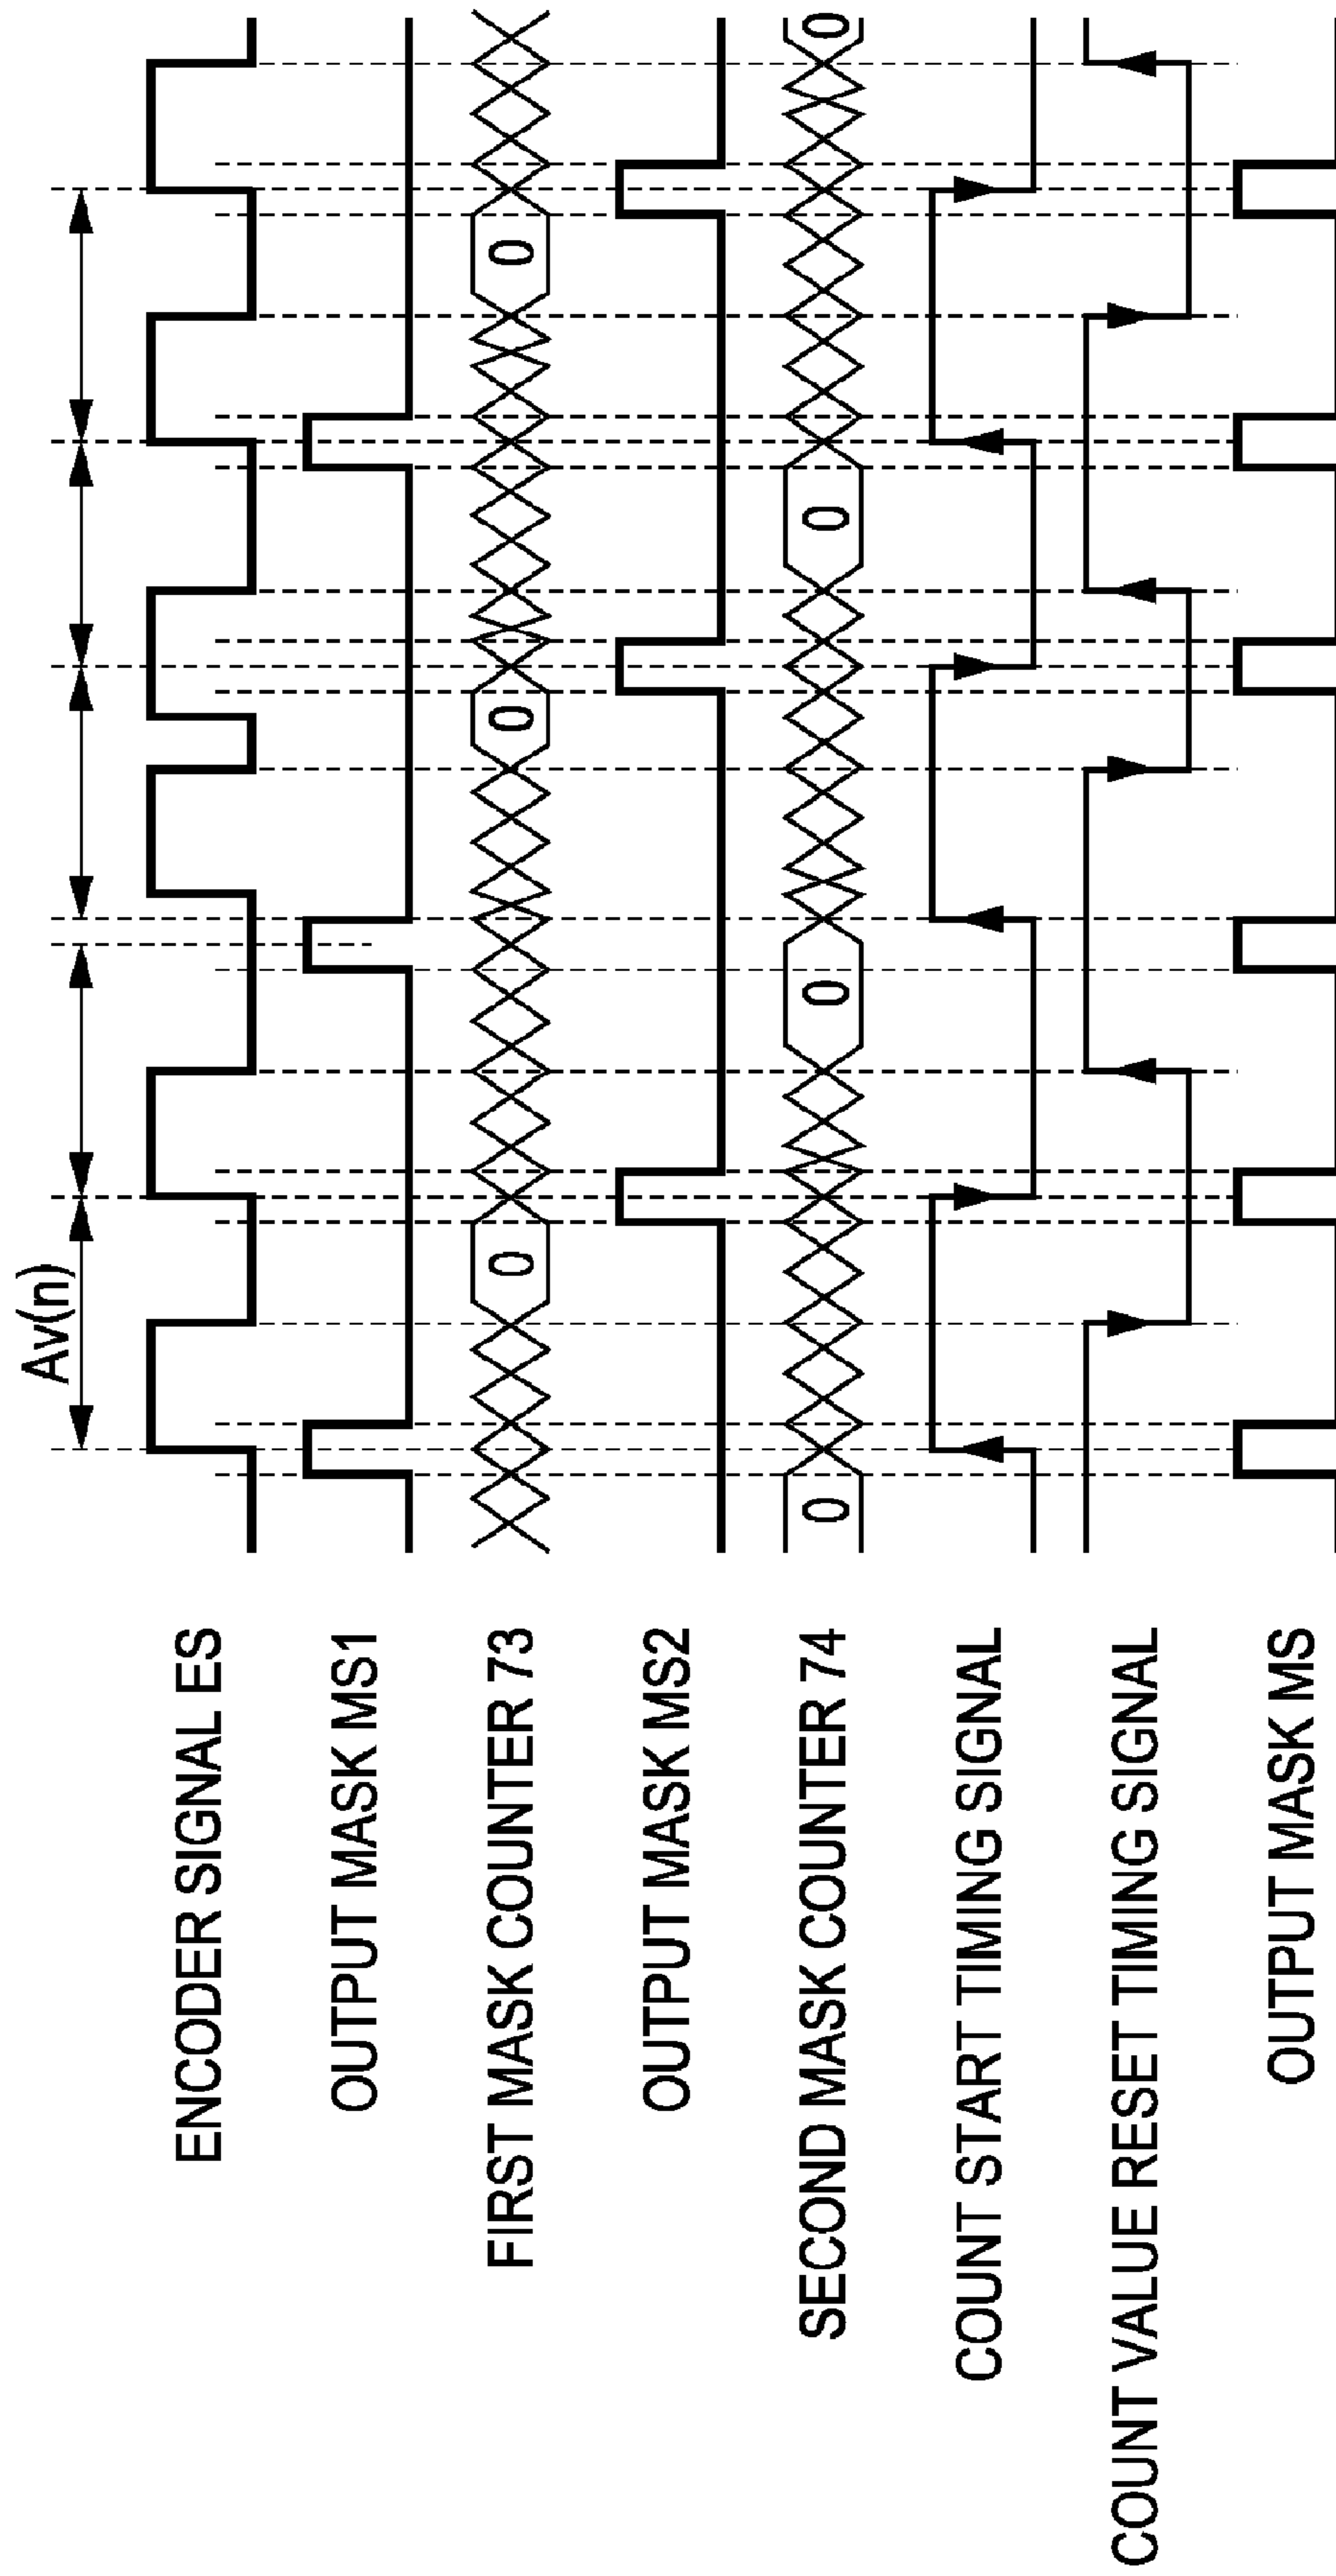 Av(n)
ENCODER SIGNAL ES
OUTPUT MASK MS1
FIRST MASK COUNTER 73
0
0
0
OUTPUT MASK MS2
SECOND MASK COUNTER 74
0
0
0
0
COUNT START TIMING SIGNAL
COUNT VALUE RESET TIMING SIGNAL
OUTPUT MASK MS